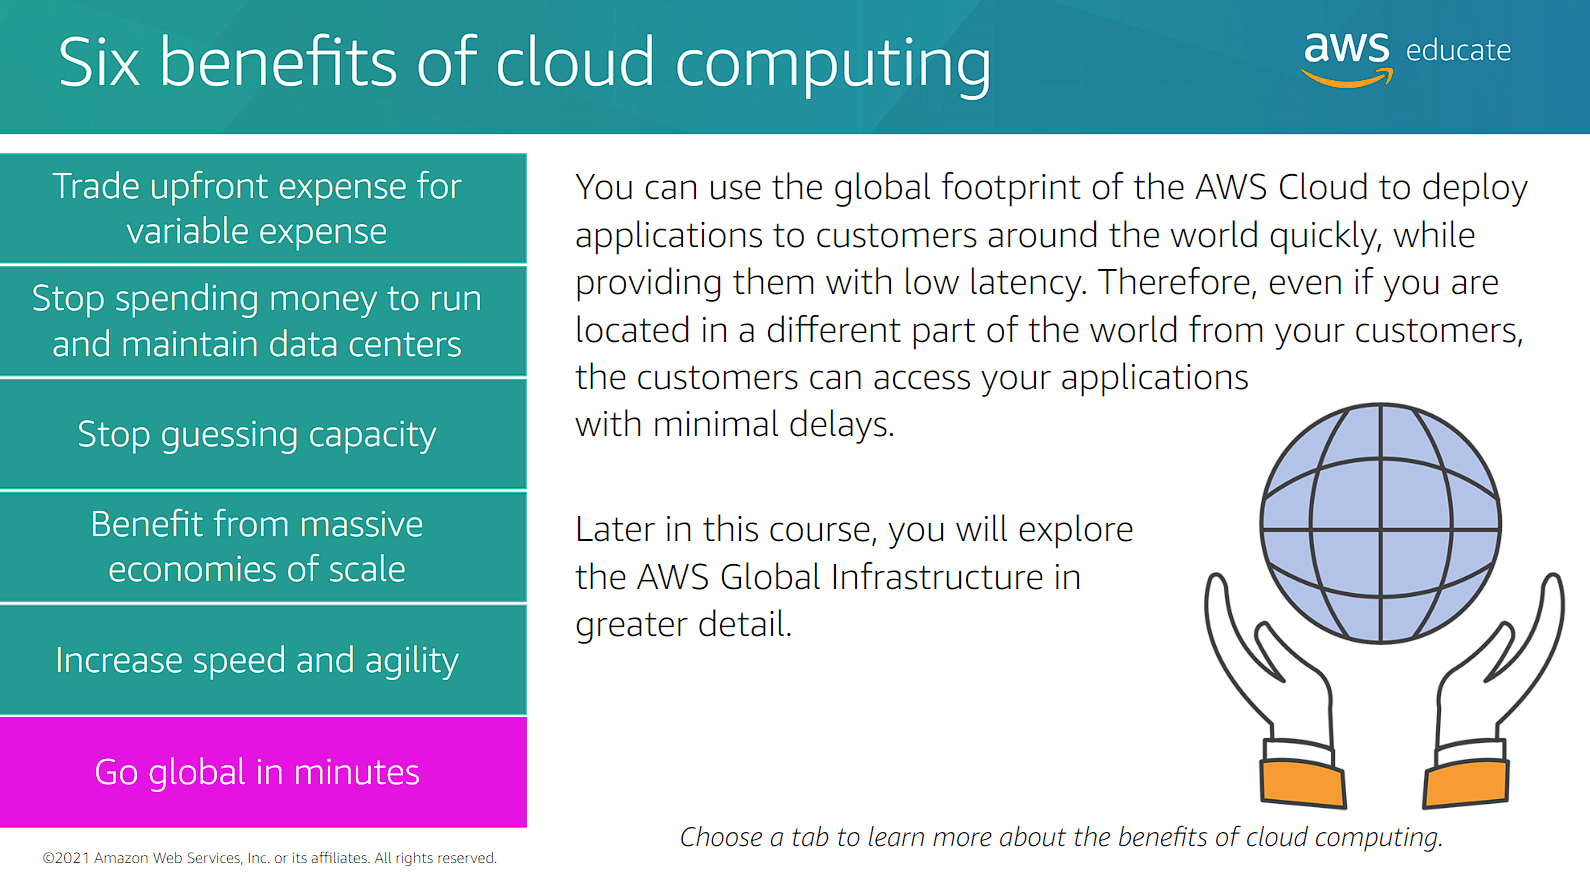 Six benefits of cloud computing
aws educate
Trade upfront expense for
variable expense
Stop spending money to run
and maintain data centers
Stop guessing capacity
Benefit from massive
economies of scale
Increase speed and agility
Go global in minutes
You can use the global footprint of the AWS Cloud to deploy
applications to customers around the world quickly, while
providing them with low latency. Therefore, even if you are
located in a different part of the world from your customers,
the customers can access your applications
with minimal delays.
Later in this course, you will explore
the AWS Global Infrastructure in
greater detail.
Choose a tab to learn more about the benefits of cloud computing.
©2021 Amazon Web Services, Inc. or its affiliates. All rights reserved.